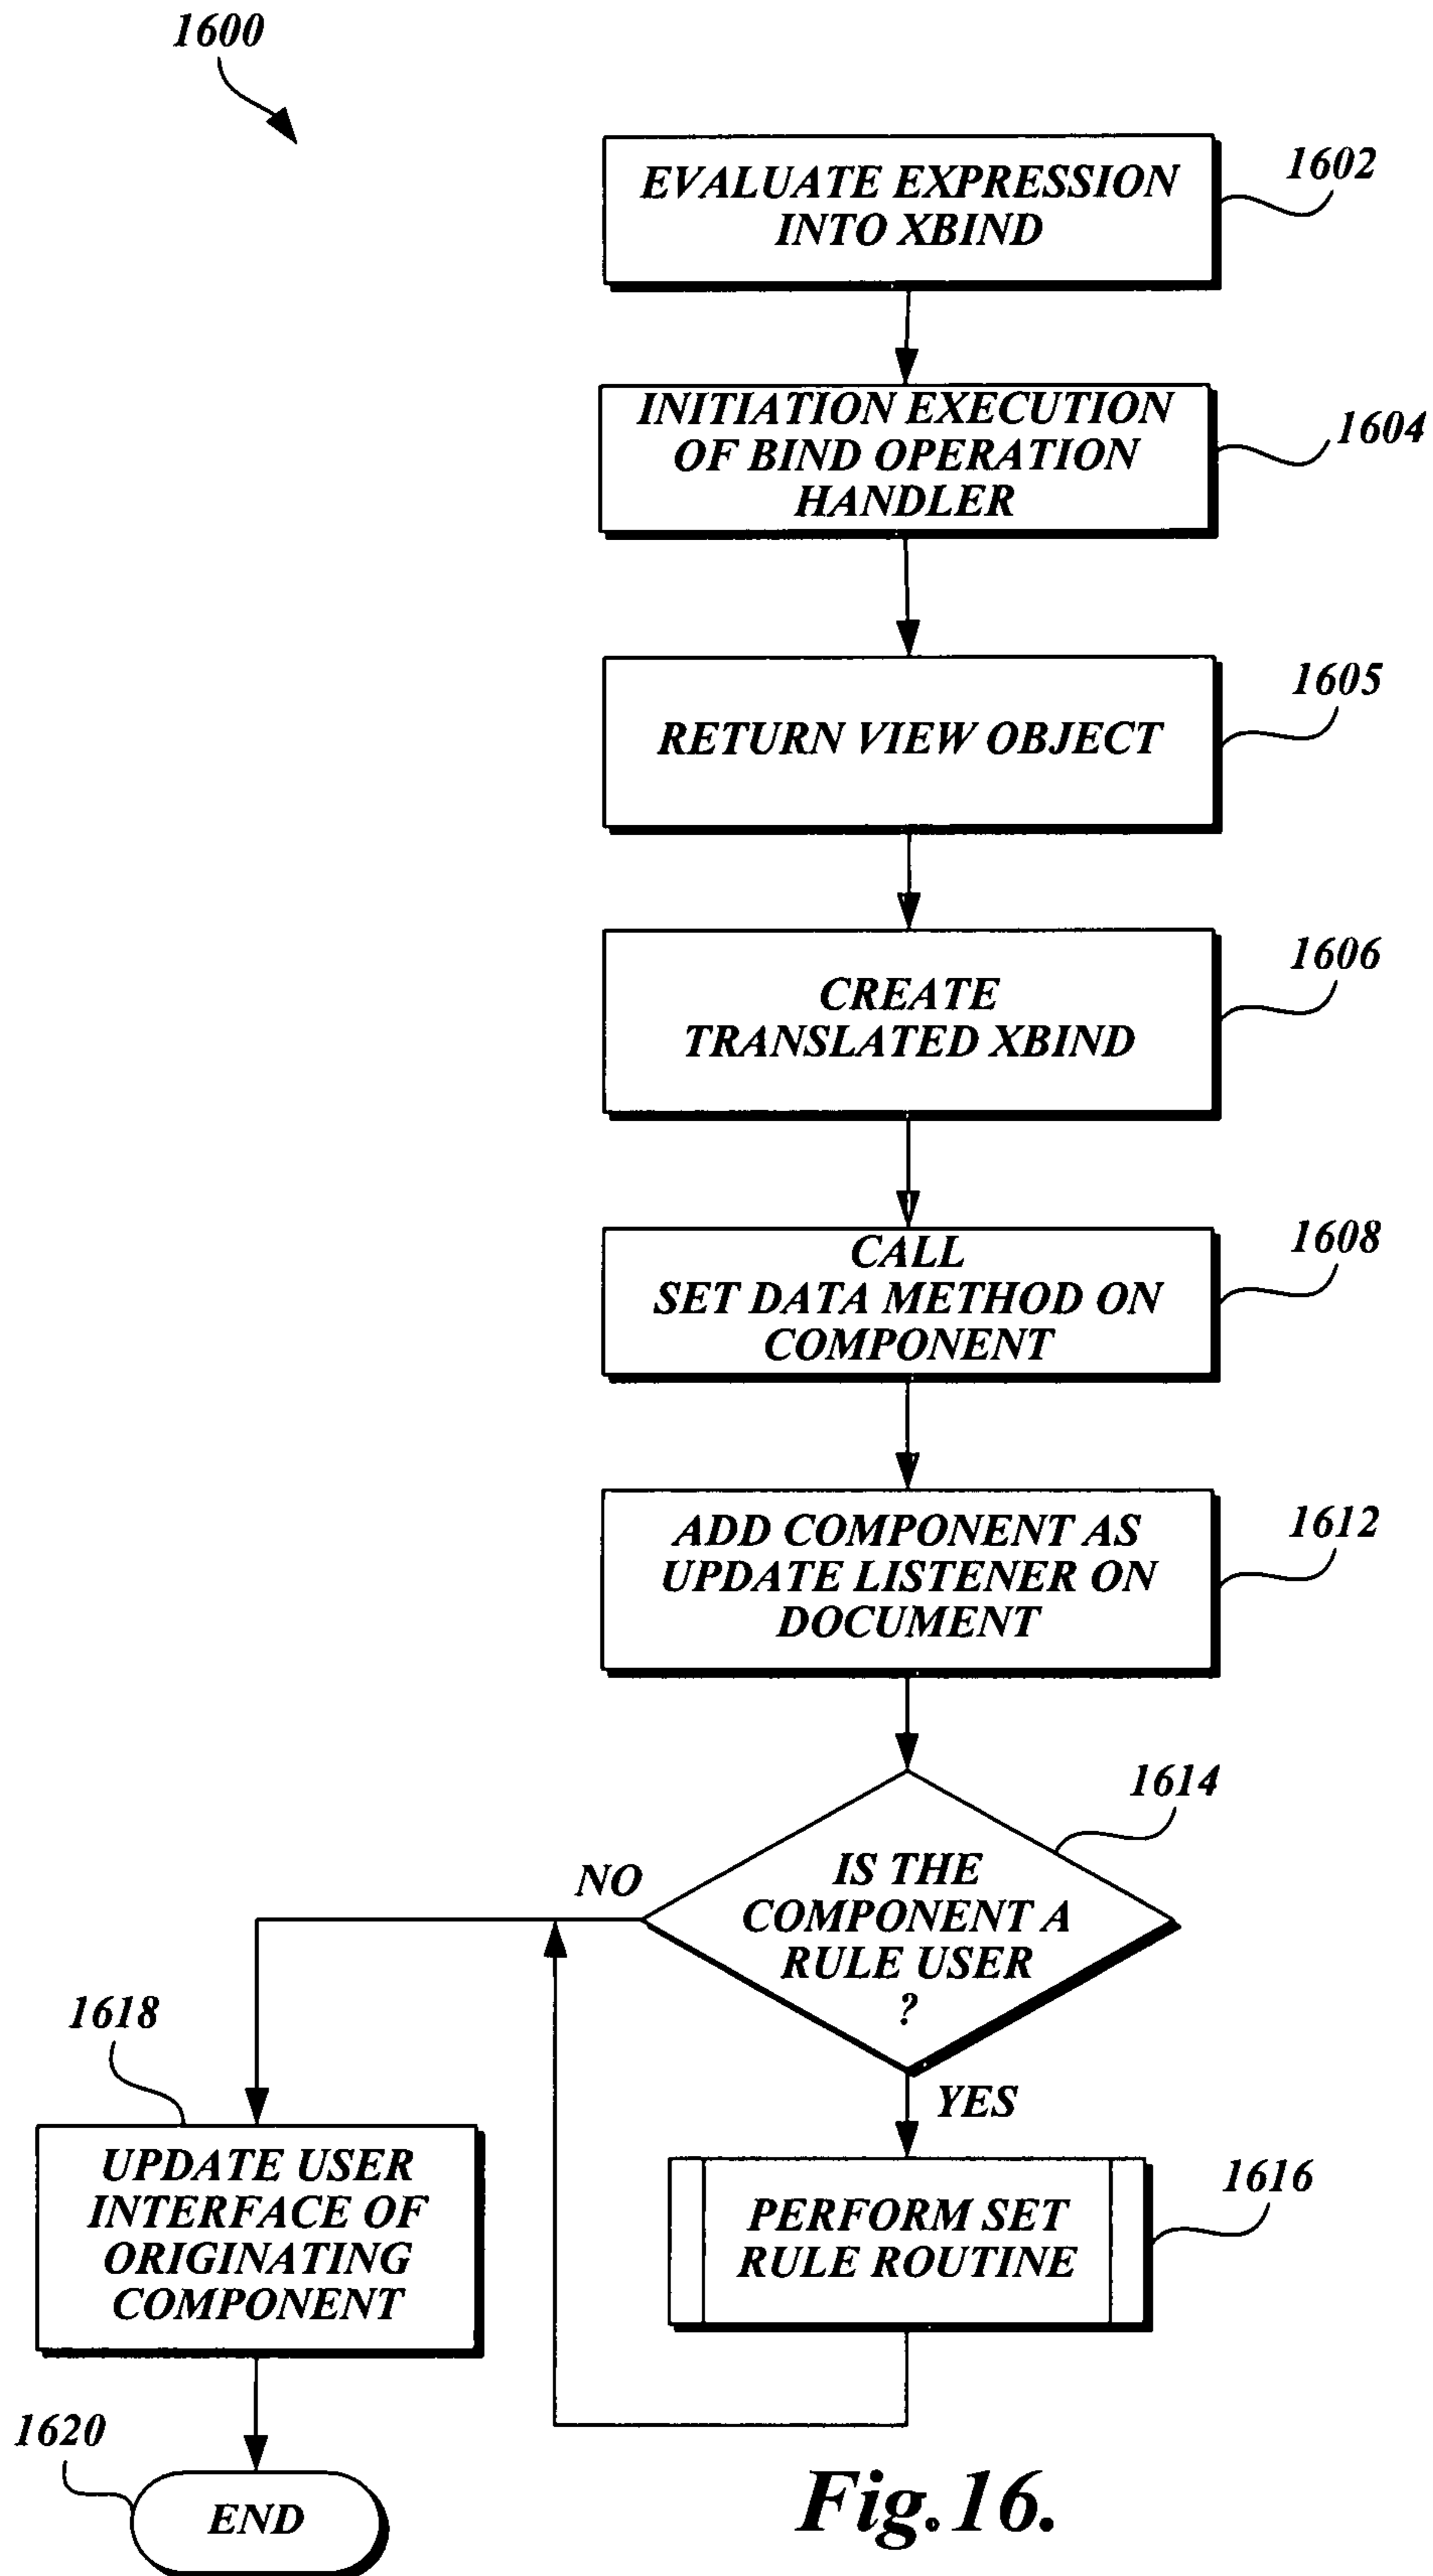 1600
EVALUATE EXPRESSION
INTO XBIND
1602
INITIATION EXECUTION
OF BIND OPERATION
HANDLER
1604
RETURN VIEW OBJECT
1605
CREATE
TRANSLATED XBIND
1606
CALL
SET DATA METHOD ON
COMPONENT
1608
ADD COMPONENT AS
UPDATE LISTENER ON
DOCUMENT
1612
IS THE
COMPONENT A
RULE USER
?
1614
NO
YES
PERFORM SET
RULE ROUTINE
1616
1618
UPDATE USER
INTERFACE OF
ORIGINATING
COMPONENT
1620
END
Fig.16.